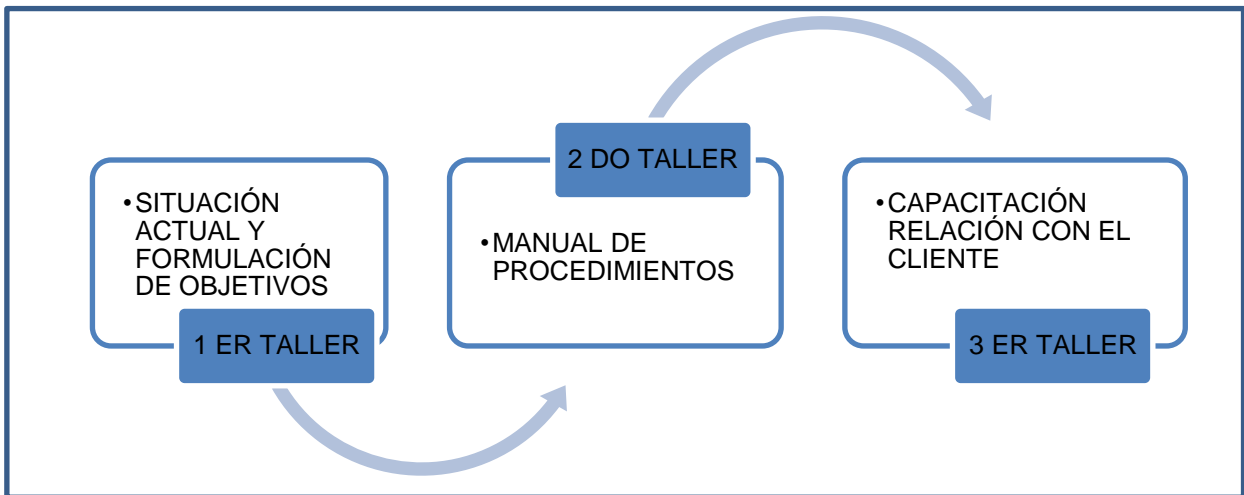 •SITUACIÓN
ACTUAL Y
FORMULACIÓN
DE OBJETIVOS
1 ER TALLER
2 DO TALLER
•MANUAL DE
PROCEDIMIENTOS
•CAPACITACIÓN
RELACIÓN CON EL
CLIENTE
3 ER TALLER